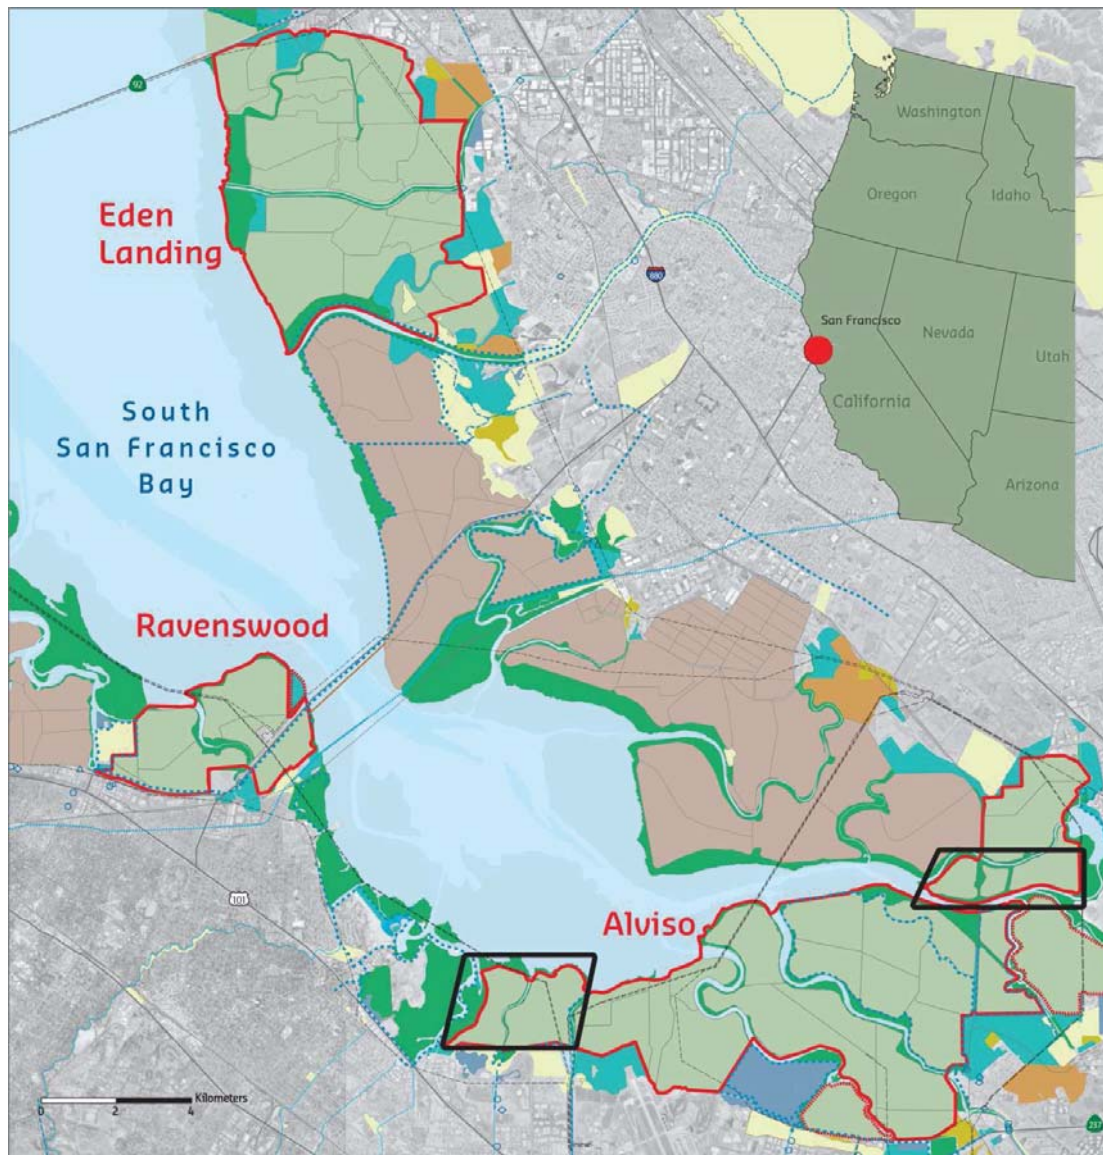 92
Washington
Oregon
Idaho
Eden
Landing
680
San Francisco
Nevada
Utah
South
San Francisco
Bay
California
Arizona
Ravenswood
101
Alviso
Kilometers
0 2 4
237